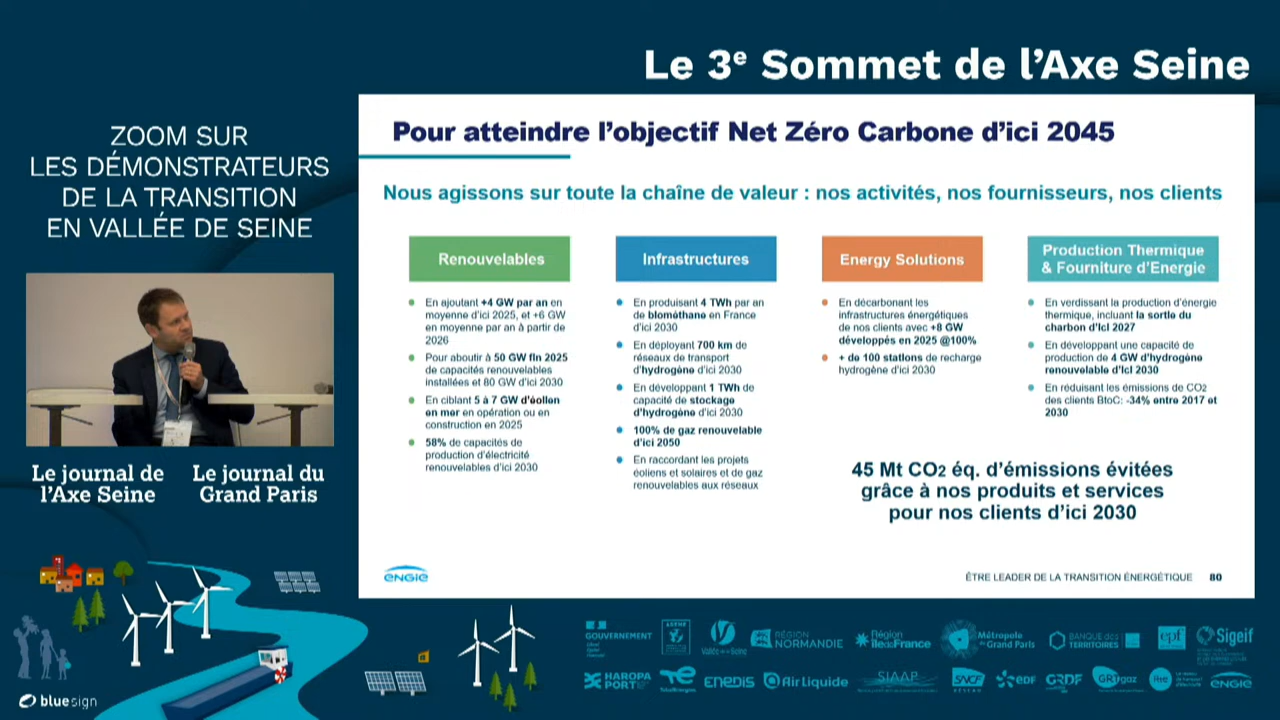 Le 3e Sommet de l'Axe Seine
ZOOM SUR
LES DÉMONSTRATEURS
DE LA TRANSITION
EN VALLÉE DE SEINE
Le journal de
l'Axe Seine
Le journal du
Grand Paris
bluesign
Pour atteindre l'objectif Net Zéro Carbone d'ici 2045
Nous agissons sur toute la chaîne de valeur : nos activités, nos fournisseurs, nos clients
Renouvelables
En ajoutant +4 GW par an en
moyenne d'ici 2025, et +6 GW
en moyenne par an à partir de
2026
Pour aboutir à 50 GW fin 2025
de capacités renouvelables
installées et 80 GW d'ici 2030
En ciblant 5 à 7 GW d'éolien
en mer en opération ou en
construction en 2025
58% de capacités de
production d'électricité
renouvelables d'ici 2030
Infrastructures
En produisant 4 TWh par an
de biométhane en France
d'ici 2030
En déployant 700 km de
réseaux de transport
d'hydrogène d'ici 2030
En développant 1 TWh de
capacité de stockage
d'hydrogène d'ici 2030
100% de gaz renouvelable
d'ici 2050
En raccordant les projets
éoliens et solaires et de gaz
renouvelables aux réseaux
Energy Solutions
En décarbonant les
infrastructures énergétiques
de nos clients avec +8 GW
développés en 2025 @100%
+ de 100 stations de recharge
hydrogène d'ici 2030
Production Thermique
& Fourniture d'Energie
En verdissant la production d'énergie
thermique, incluant la sortie du
charbon d'ici 2027
En développant une capacité de
production de 4 GW d'hydrogène
renouvelable d'ici 2030
En réduisant les émissions de CO2
des clients BtoC: -34% entre 2017 et
2030
45 Mt CO2 éq. d'émissions évitées
grâce à nos produits et services
pour nos clients d'ici 2030
ENGIE
ÊTRE LEADER DE LA TRANSITION ÉNERGÉTIQUE 80
GOUVERNEMENT
Vallée de la Seine
RÉGION
NORMANDIE
Région
îledeFrance
Métropole
du Grand Paris
BANQUE des
TERRITOIRES
epf
Sigeif
HAROPA
PORT
TotalEnergies
ENEDIS
Air Liquide
SIAAP
SNCF
RÉSEAU
eDF
GRDF
GRTgaz
Rte
ENGIE